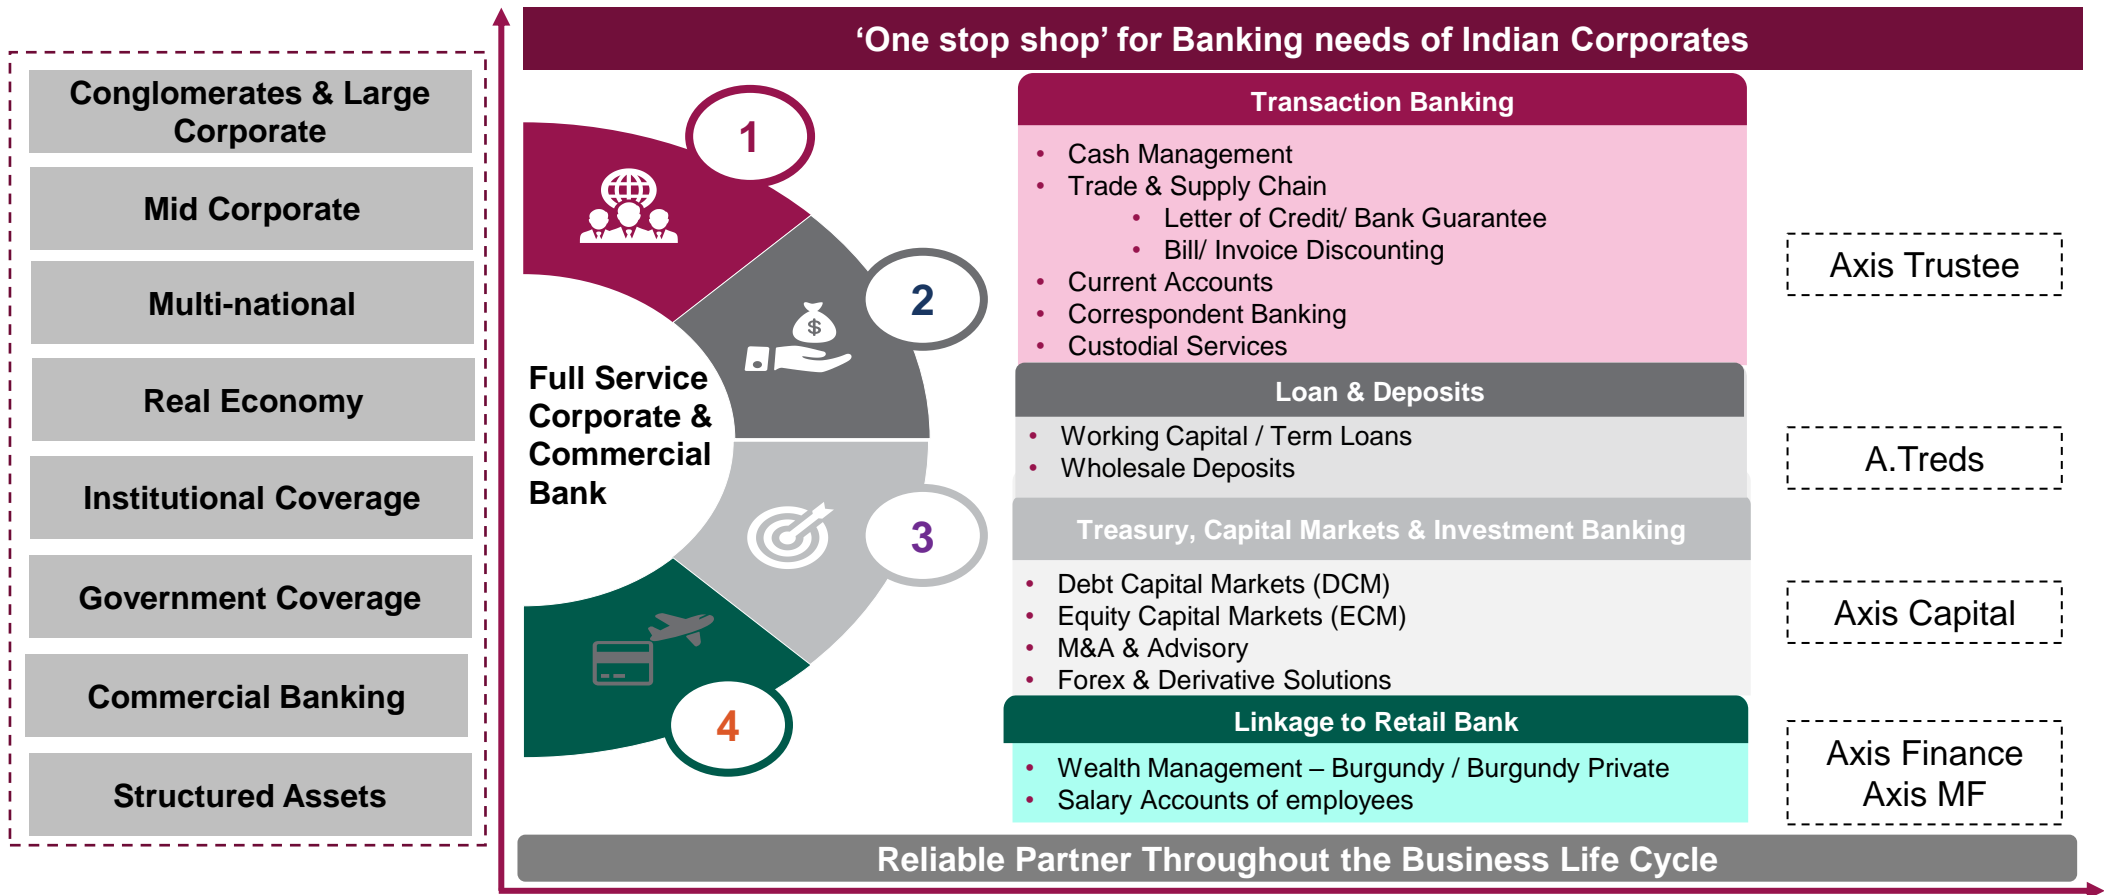 ‘One stop shop’ for Banking needs of Indian Corporates
Conglomerates & Large
Corporate
Mid Corporate
Multi-national
Real Economy
Institutional Coverage
Government Coverage
Commercial Banking
Structured Assets
Full Service
Corporate &
Commercial
Bank
1
2
$
3
4
Transaction Banking
• Cash Management
• Trade & Supply Chain
• Letter of Credit/ Bank Guarantee
• Bill/ Invoice Discounting
• Current Accounts
• Correspondent Banking
• Custodial Services
Loan & Deposits
• Working Capital / Term Loans
• Wholesale Deposits
Treasury, Capital Markets & Investment Banking
• Debt Capital Markets (DCM)
• Equity Capital Markets (ECM)
• M&A & Advisory
• Forex & Derivative Solutions
Linkage to Retail Bank
• Wealth Management – Burgundy / Burgundy Private
• Salary Accounts of employees
Axis Trustee
A.Treds
Axis Capital
Axis Finance
Axis MF
Reliable Partner Throughout the Business Life Cycle